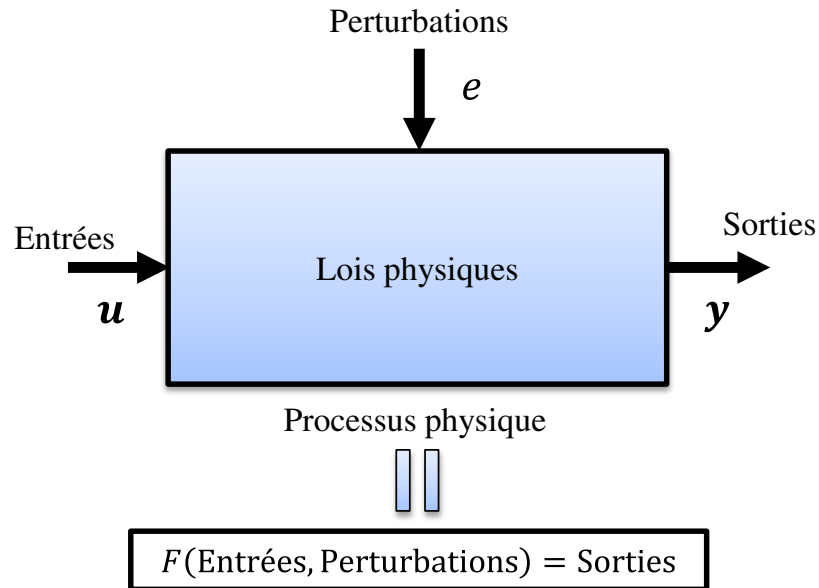 Perturbations
e
Entrées
u
Lois physiques
Sorties
y
Processus physique
F(Entrées, Perturbations) = Sorties